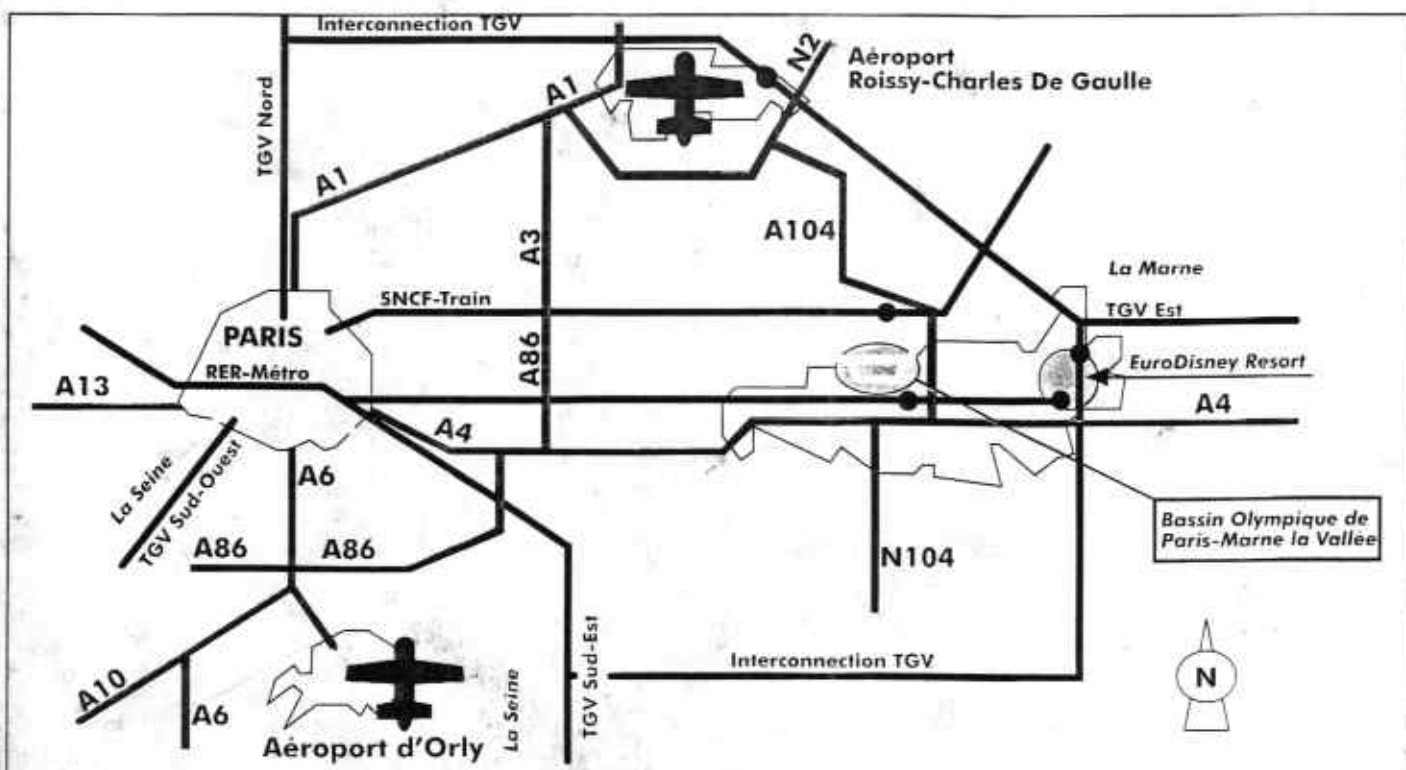 Interconnection TGV
N2
Aéroport
Roissy-Charles De Gaulle
A1
TGV Nord
A1
A3
A104
La Marne
SNCF-Train
TGV Est
PARIS
A86
EuroDisney Resort
RER-Métro
A13
A4
A4
La Seine
TGV Sud-Ouest
A6
Bassin Olympique de
Paris-Marne la Vallée
A86
A86
N104
Interconnection TGV
N
A10
A6
La Seine
TGV Sud-Est
Aéroport d'Orly